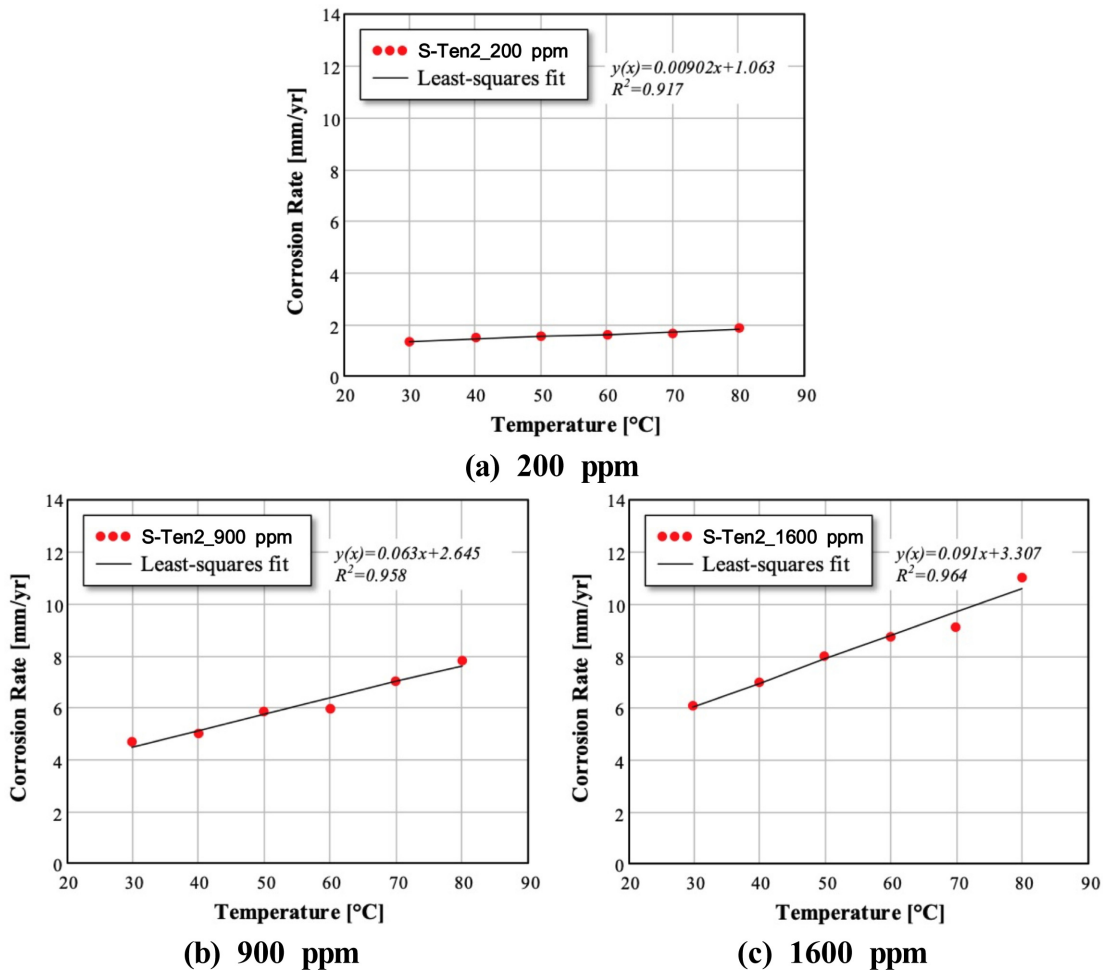 S-Ten2_200 ppm
Least-squares fit
y(x)=0.00902x+1.063
R²=0.917
Corrosion Rate [mm/yr]
14
12
10
8
6
4
2
0
20 30 40 50 60 70 80 90
Temperature [°C]
(a) 200 ppm
S-Ten2_900 ppm
Least-squares fit
y(x)=0.063x+2.645
R²=0.958
Corrosion Rate [mm/yr]
14
12
10
8
6
4
2
0
20 30 40 50 60 70 80 90
Temperature [°C]
(b) 900 ppm
S-Ten2_1600 ppm
Least-squares fit
y(x)=0.091x+3.307
R²=0.964
Corrosion Rate [mm/yr]
14
12
10
8
6
4
2
0
20 30 40 50 60 70 80 90
Temperature [°C]
(c) 1600 ppm